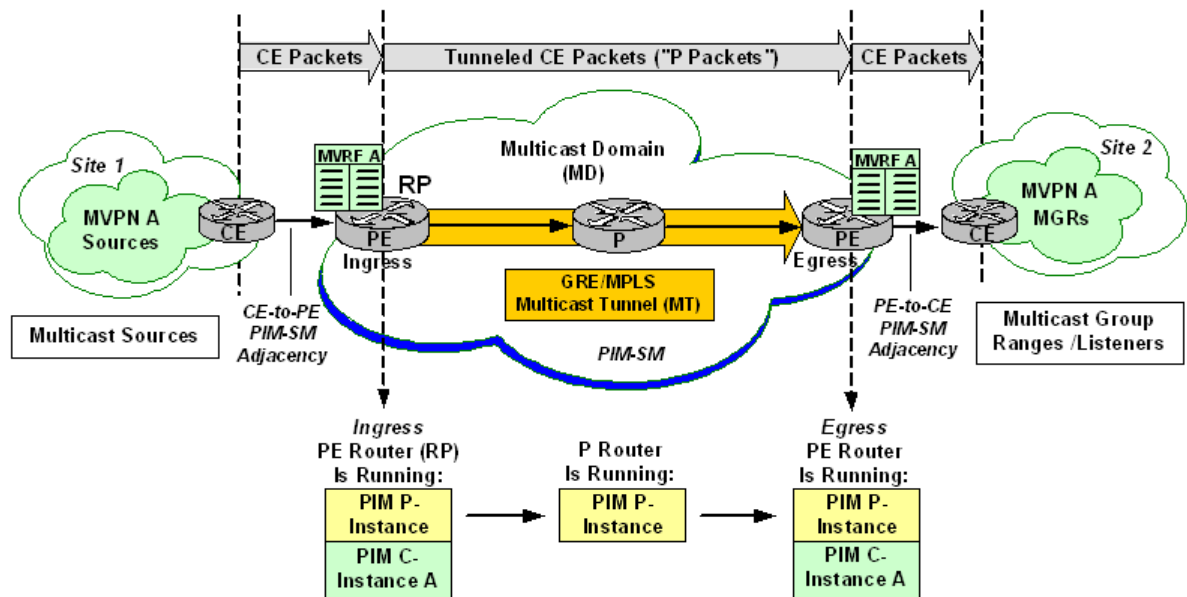 CE Packets
Tunneled CE Packets ("P Packets")
CE Packets
Site 1
MVPN A
Sources
CE
MVRF A
RP
PE
Ingress
Multicast Domain
(MD)
P
GRE/MPLS
Multicast Tunnel (MT)
PIM-SM
MVRF A
PE
Egress
Site 2
MVPN A
MGRs
CE
Multicast Sources
CE-to-PE
PIM-SM
Adjacency
PE-to-CE
PIM-SM
Adjacency
Multicast Group
Ranges /Listeners
Ingress
PE Router (RP)
Is Running:
PIM P-
Instance
PIM C-
Instance A
P Router
Is Running:
PIM P-
Instance
Egress
PE Router
Is Running:
PIM P-
Instance
PIM C-
Instance A